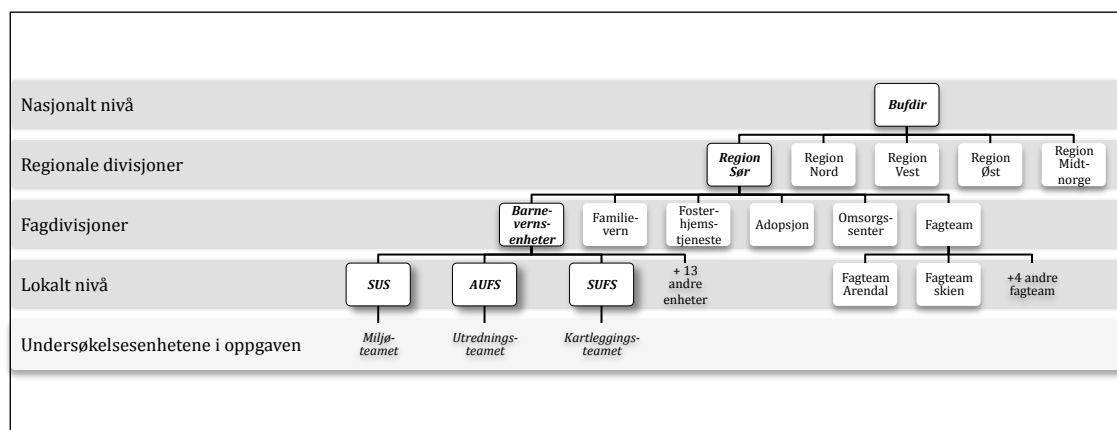 Nasjonalt nivå
Bufdir
Regionale divisjoner
Region
Sør
Region
Nord
Region
Vest
Region
Øst
Region
Midt-
norge
Fagdivisjoner
Barne-
verns-
enheter
Familie-
vern
Foster-
hjems-
tjeneste
Adopsjon
Omsorgs-
senter
Fagteam
Lokalt nivå
SUS
AUFS
SUFS
+ 13
andre
enheter
Fagteam
Arendal
Fagteam
skien
+4 andre
fagteam
Undersøkelsesenhetene i oppgaven
Miljø-
teamet
Utrednings-
teamet
Kartleggings-
teamet